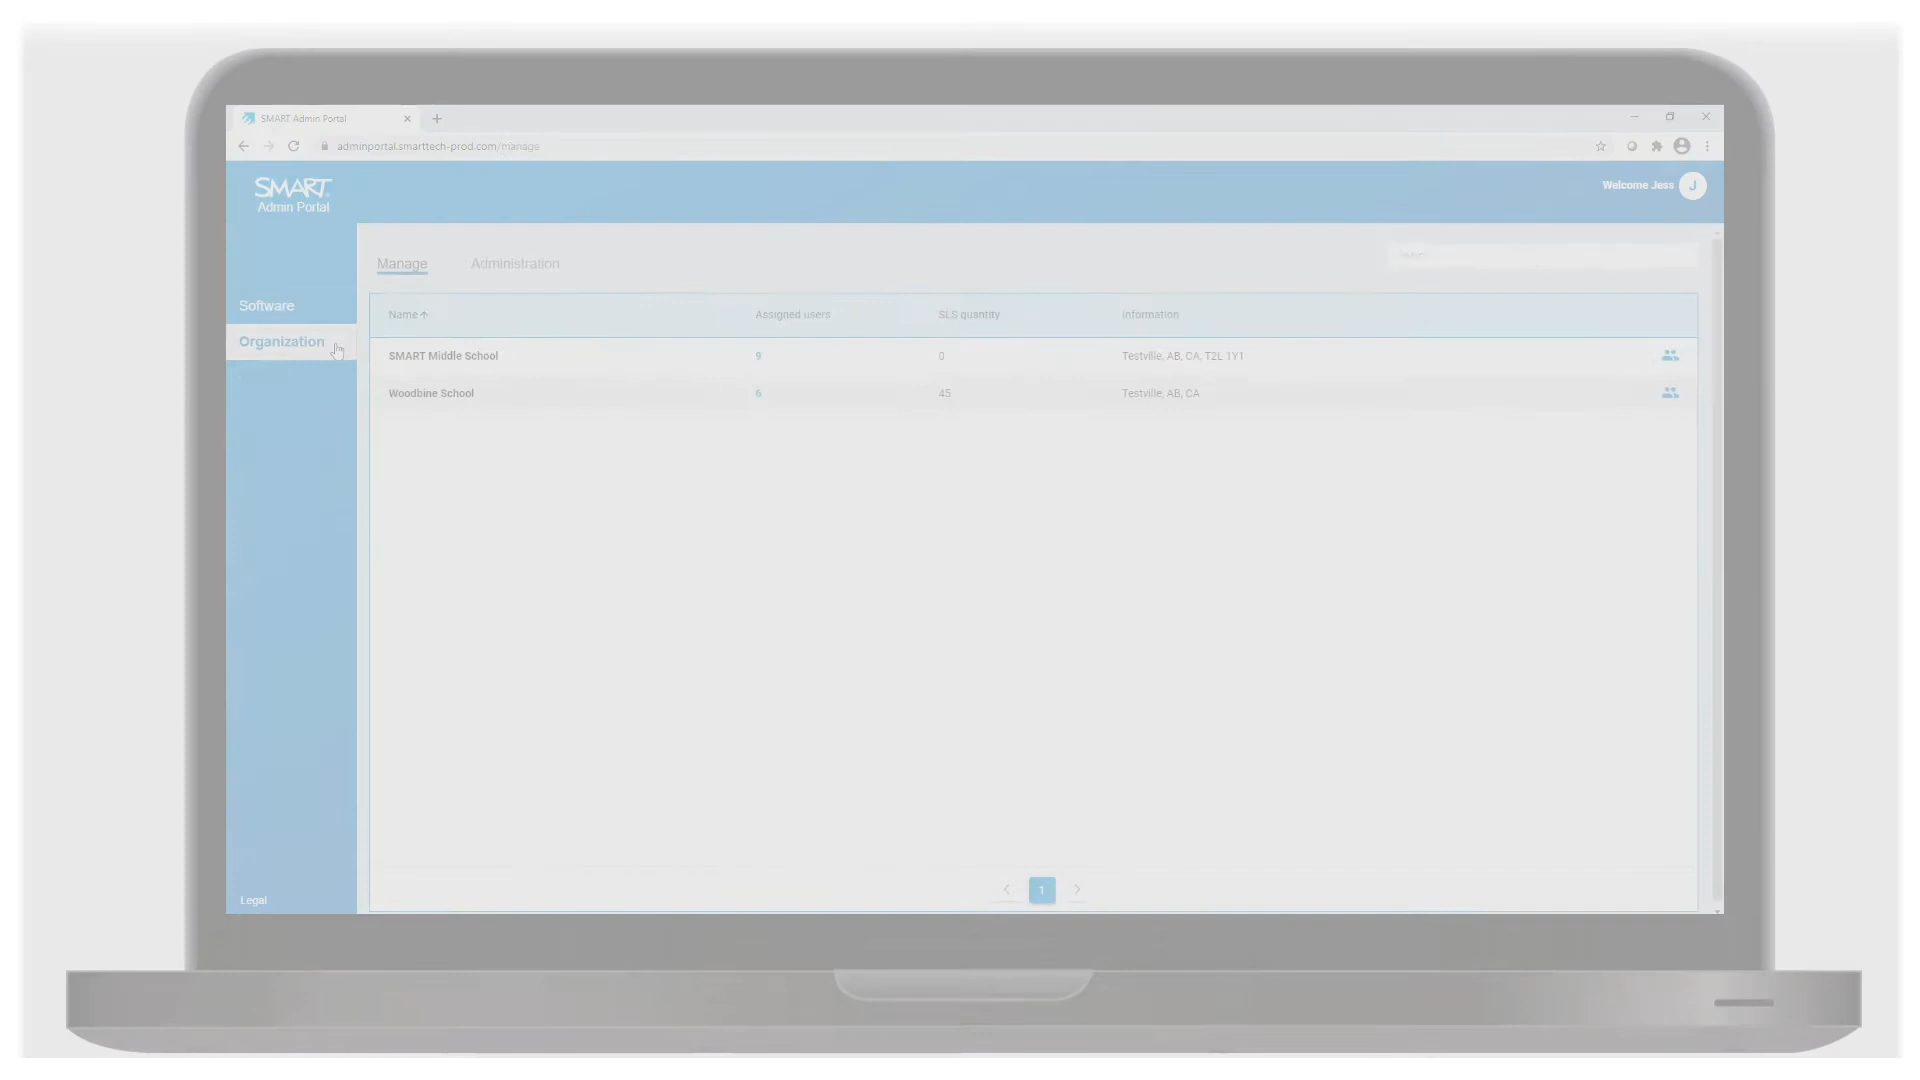 SMART Admin Portal
adminportal.smarttech-prod.com/manage
SMART
Admin Portal
Welcome Jess J
Manage Administration
Search
Software
Organization
Name Assigned users SLS quantity Information
SMART Middle School 9 0 Testville, AB, CA, T2L 1Y1
Woodbine School 6 45 Testville, AB, CA
1
Legal